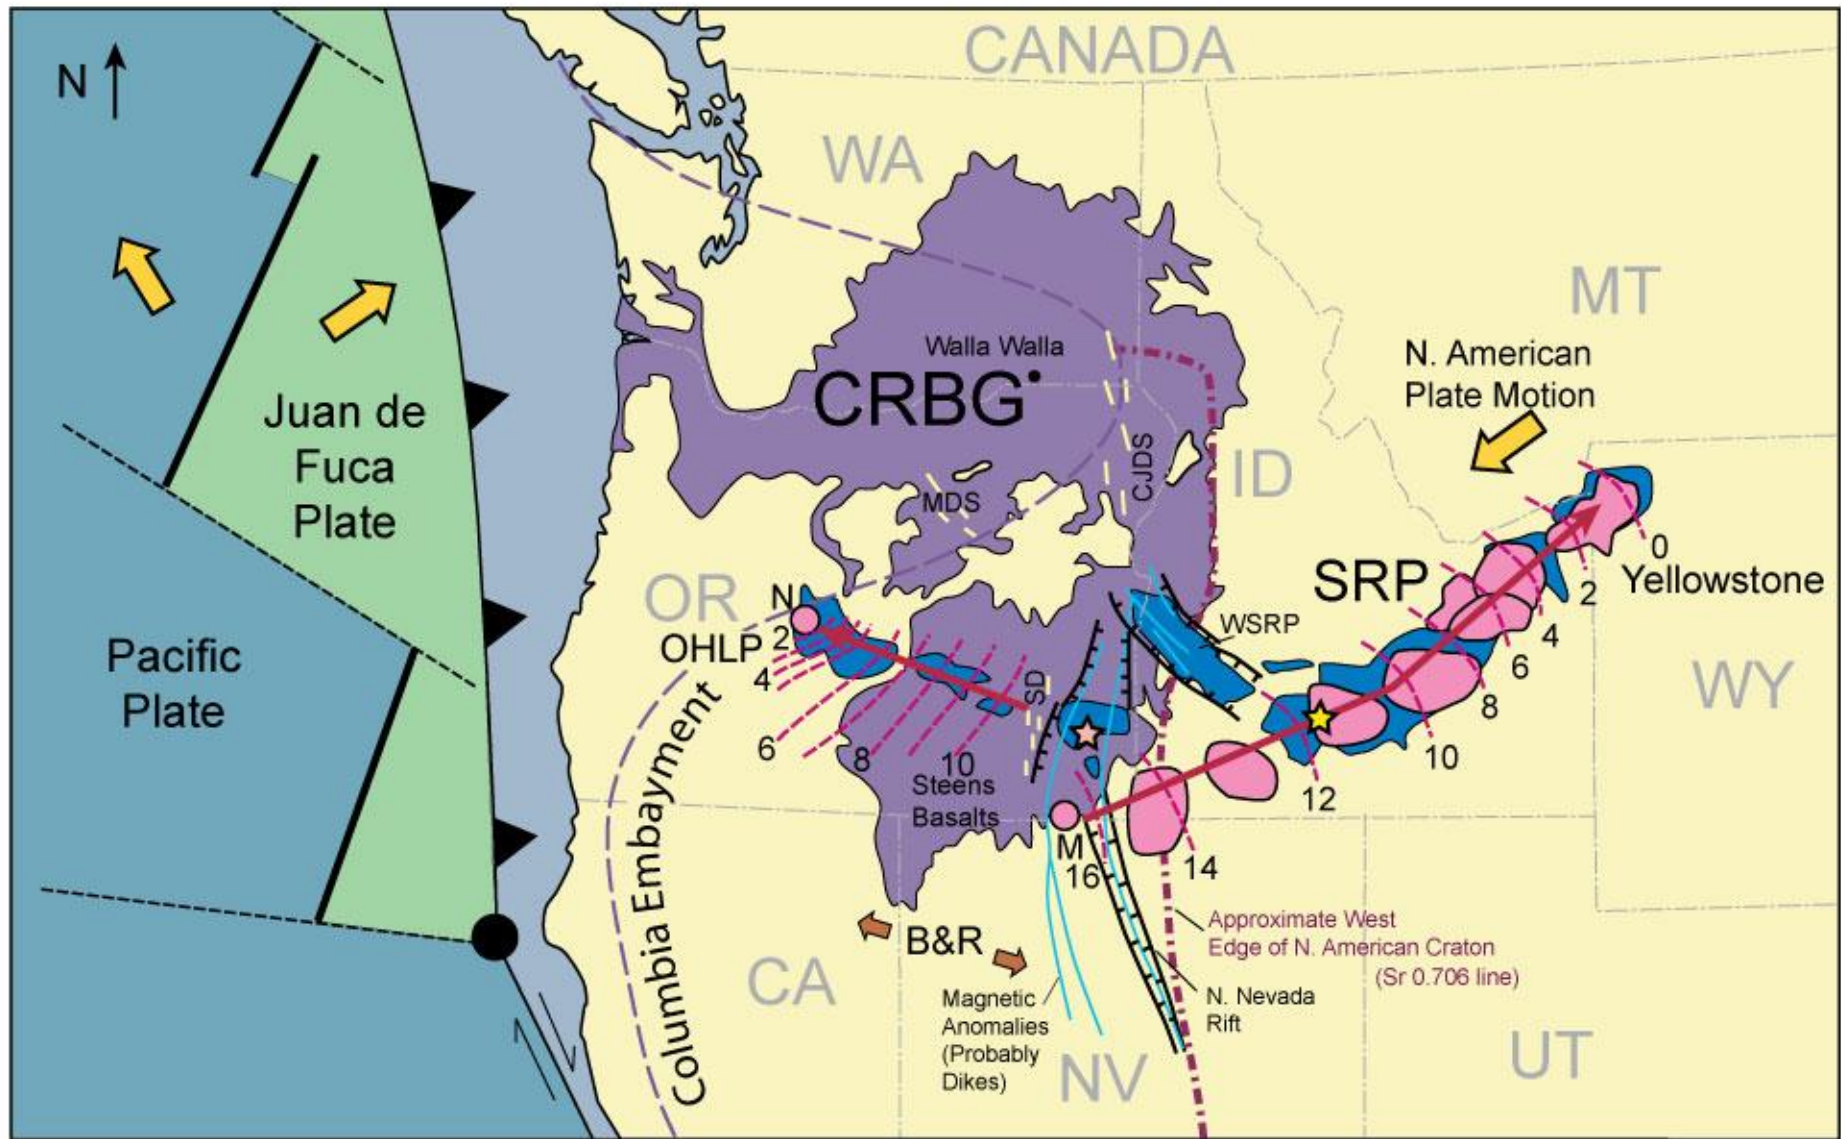 CANADA
N
WA
MT
Walla Walla
CRBG
N. American
Plate Motion
Juan de
Fuca
Plate
CJDS
ID
MDS
SRP
0
Yellowstone
2
OR
N
OHLP
2
4
WSRP
4
6
Pacific
Plate
SD
WY
8
6
8
10
10
Steens
Basalts
12
Columbia Embayment
M
16
14
Approximate West
Edge of N. American Craton
(Sr 0.706 line)
B&R
CA
Magnetic
Anomalies
(Probably
Dikes)
N. Nevada
Rift
NV
UT